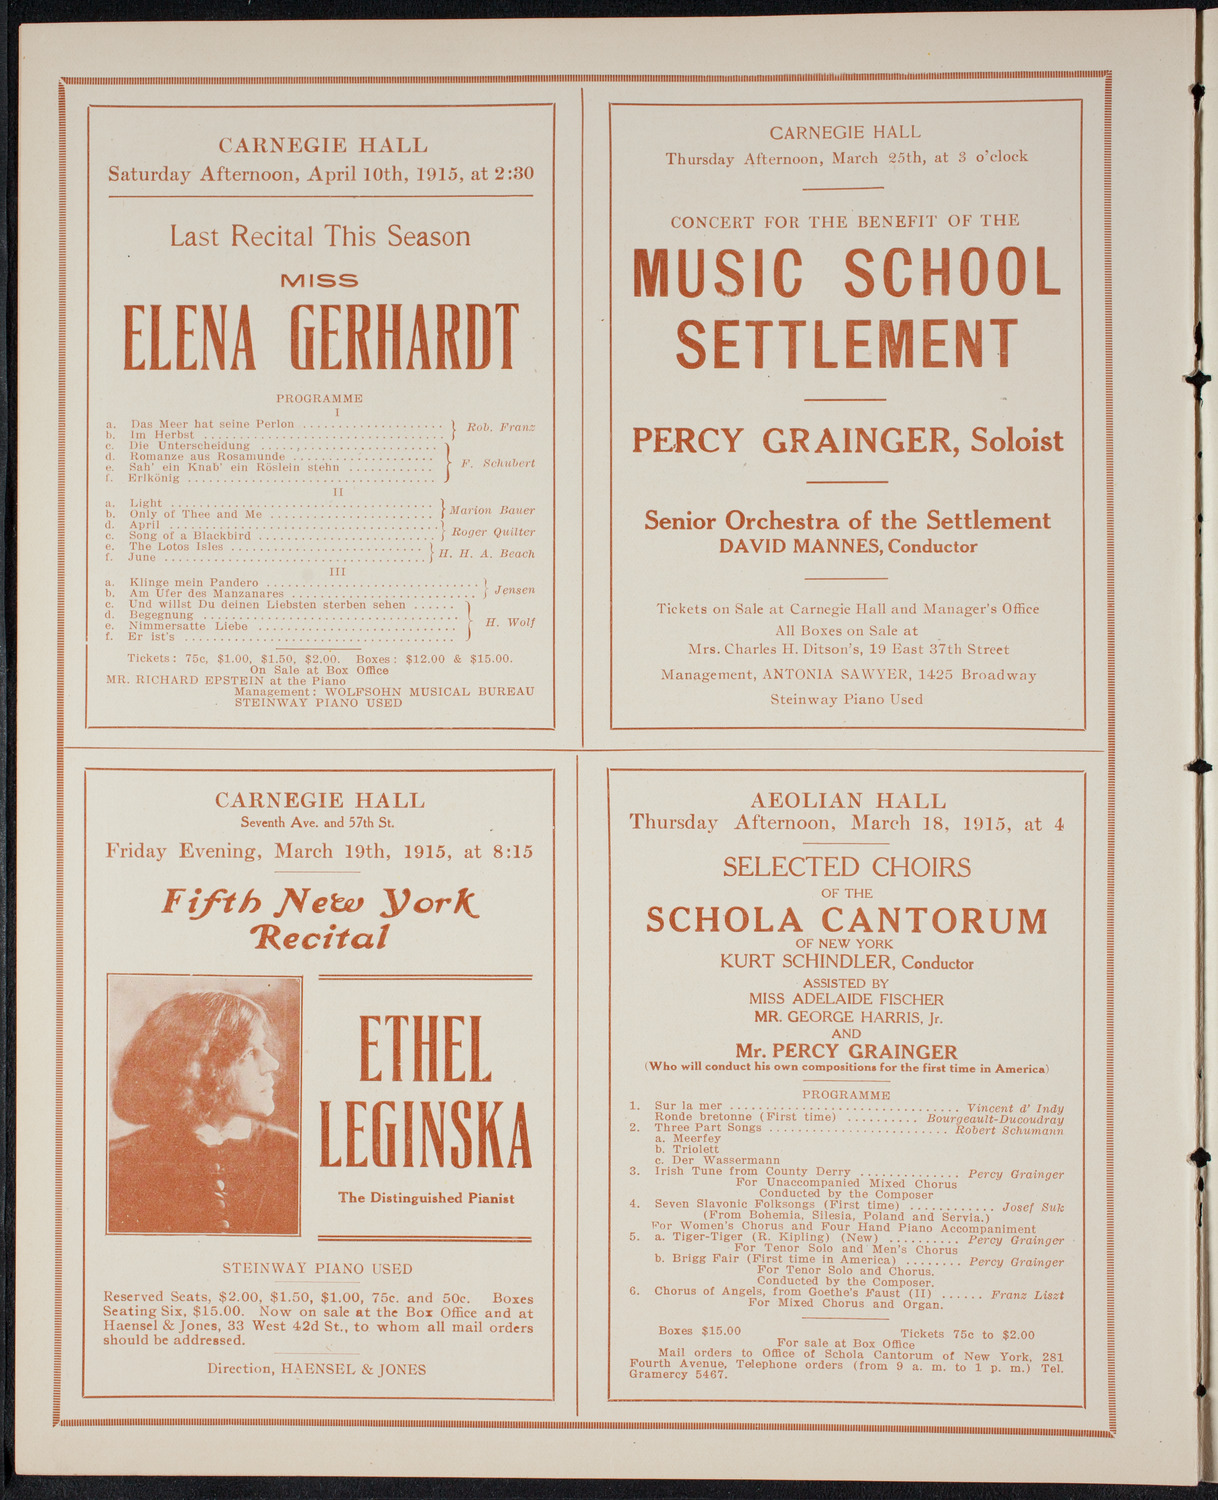 CARNEGIE HALL
Saturday Afternoon, April 10th, 1915, at 2:30
Last Recital This Season
MISS
ELENA GERHARDT
PROGRAMME
I
a. Das Meer hat seine Perlon ....................
b. Im Herbst .................................... } Rob. Franz
c. Die Unterscheidung ..........................
d. Romanze aus Rosamunde .....................
e. Sah' ein Knab' ein Röslein stehn ............ } F. Schubert
f. Erlkönig ....................................
II
a. Light ......................................
b. Only of Thee and Me ........................ } Marion Bauer
d. April ......................................
c. Song of a Blackbird ......................... } Roger Quilter
e. The Lotos Isles ...........................
f. June ...................................... } H. H. A. Beach
III
a. Klinge mein Pandero ..............................
b. Am Ufer des Manzanares .......................... } Jensen
c. Und willst Du deinen Liebsten sterben sehen ......
d. Begegnung ....................................
e. Nimmersatte Liebe ............................ } H. Wolf
f. Er ist's ......................................
Tickets: 75c, $1.00, $1.50, $2.00. Boxes: $12.00 & $15.00.
On Sale at Box Office
MR. RICHARD EPSTEIN at the Piano
Management: WOLFSOHN MUSICAL BUREAU
STEINWAY PIANO USED
CARNEGIE HALL
Thursday Afternoon, March 25th, at 3 o'clock
CONCERT FOR THE BENEFIT OF THE
MUSIC SCHOOL
SETTLEMENT
PERCY GRAINGER, Soloist
Senior Orchestra of the Settlement
DAVID MANNES, Conductor
Tickets on Sale at Carnegie Hall and Manager's Office
All Boxes on Sale at
Mrs. Charles H. Ditson's, 19 East 37th Street
Management, ANTONIA SAWYER, 1425 Broadway
Steinway Piano Used
CARNEGIE HALL
Seventh Ave. and 57th St.
Friday Evening, March 19th, 1915, at 8:15
Fifth New York
Recital
ETHEL
LEGINSKA
The Distinguished Pianist
STEINWAY PIANO USED
Reserved Seats, $2.00, $1.50, $1.00, 75c. and 50c. Boxes
Seating Six, $15.00. Now on sale at the Box Office and at
Haensel & Jones, 33 West 42d St., to whom all mail orders
should be addressed.
Direction, HAENSEL & JONES
AEOLIAN HALL
Thursday Afternoon, March 18, 1915, at 4
SELECTED CHOIRS
OF THE
SCHOLA CANTORUM
OF NEW YORK
KURT SCHINDLER, Conductor
ASSISTED BY
MISS ADELAIDE FISCHER
MR. GEORGE HARRIS, Jr.
AND
Mr. PERCY GRAINGER
(Who will conduct his own compositions for the first time in America)
PROGRAMME
1. Sur la mer ................................ Vincent d' Indy
Ronde bretonne (First time) .......... Bourgeault-Ducoudray
2. Three Part Songs ......................... Robert Schumann
a. Meerfey
b. Triolett
c. Der Wassermann
3. Irish Tune from County Derry .............. Percy Grainger
For Unaccompanied Mixed Chorus
Conducted by the Composer
4. Seven Slavonic Folksongs (First time) ............ Josef Suk
(From Bohemia, Silesia, Poland and Servia.)
For Women's Chorus and Four Hand Piano Accompaniment
5. a. Tiger-Tiger (R. Kipling) (New) .......... Percy Grainger
For Tenor Solo and Men's Chorus
b. Brigg Fair (First time in America) ........ Percy Grainger
For Tenor Solo and Chorus.
Conducted by the Composer.
6. Chorus of Angels, from Goethe's Faust (II) ...... Franz Liszt
For Mixed Chorus and Organ.
Boxes $15.00 Tickets 75c to $2.00
For sale at Box Office
Mail orders to Office of Schola Cantorum of New York, 281
Fourth Avenue, Telephone orders (from 9 a. m. to 1 p. m.) Tel.
Gramercy 5467.